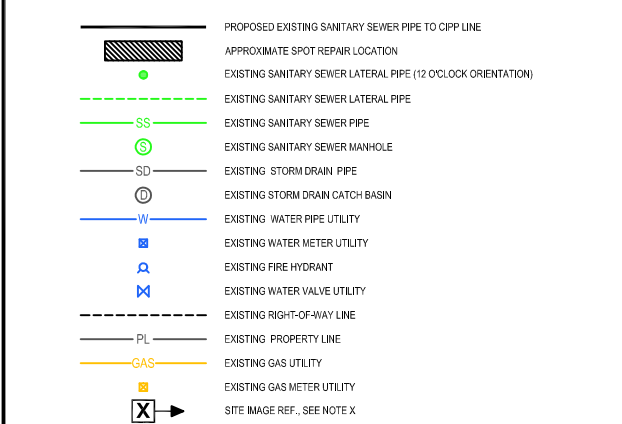 PROPOSED EXISTING SANITARY SEWER PIPE TO CIPP LINE
APPROXIMATE SPOT REPAIR LOCATION
EXISTING SANITARY SEWER LATERAL PIPE (12 O'CLOCK ORIENTATION)
EXISTING SANITARY SEWER LATERAL PIPE
SS EXISTING SANITARY SEWER PIPE
S EXISTING SANITARY SEWER MANHOLE
SD EXISTING STORM DRAIN PIPE
D EXISTING STORM DRAIN CATCH BASIN
W EXISTING WATER PIPE UTILITY
EXISTING WATER METER UTILITY
EXISTING FIRE HYDRANT
EXISTING WATER VALVE UTILITY
EXISTING RIGHT-OF-WAY LINE
PL EXISTING PROPERTY LINE
GAS EXISTING GAS UTILITY
EXISTING GAS METER UTILITY
X SITE IMAGE REF., SEE NOTE X